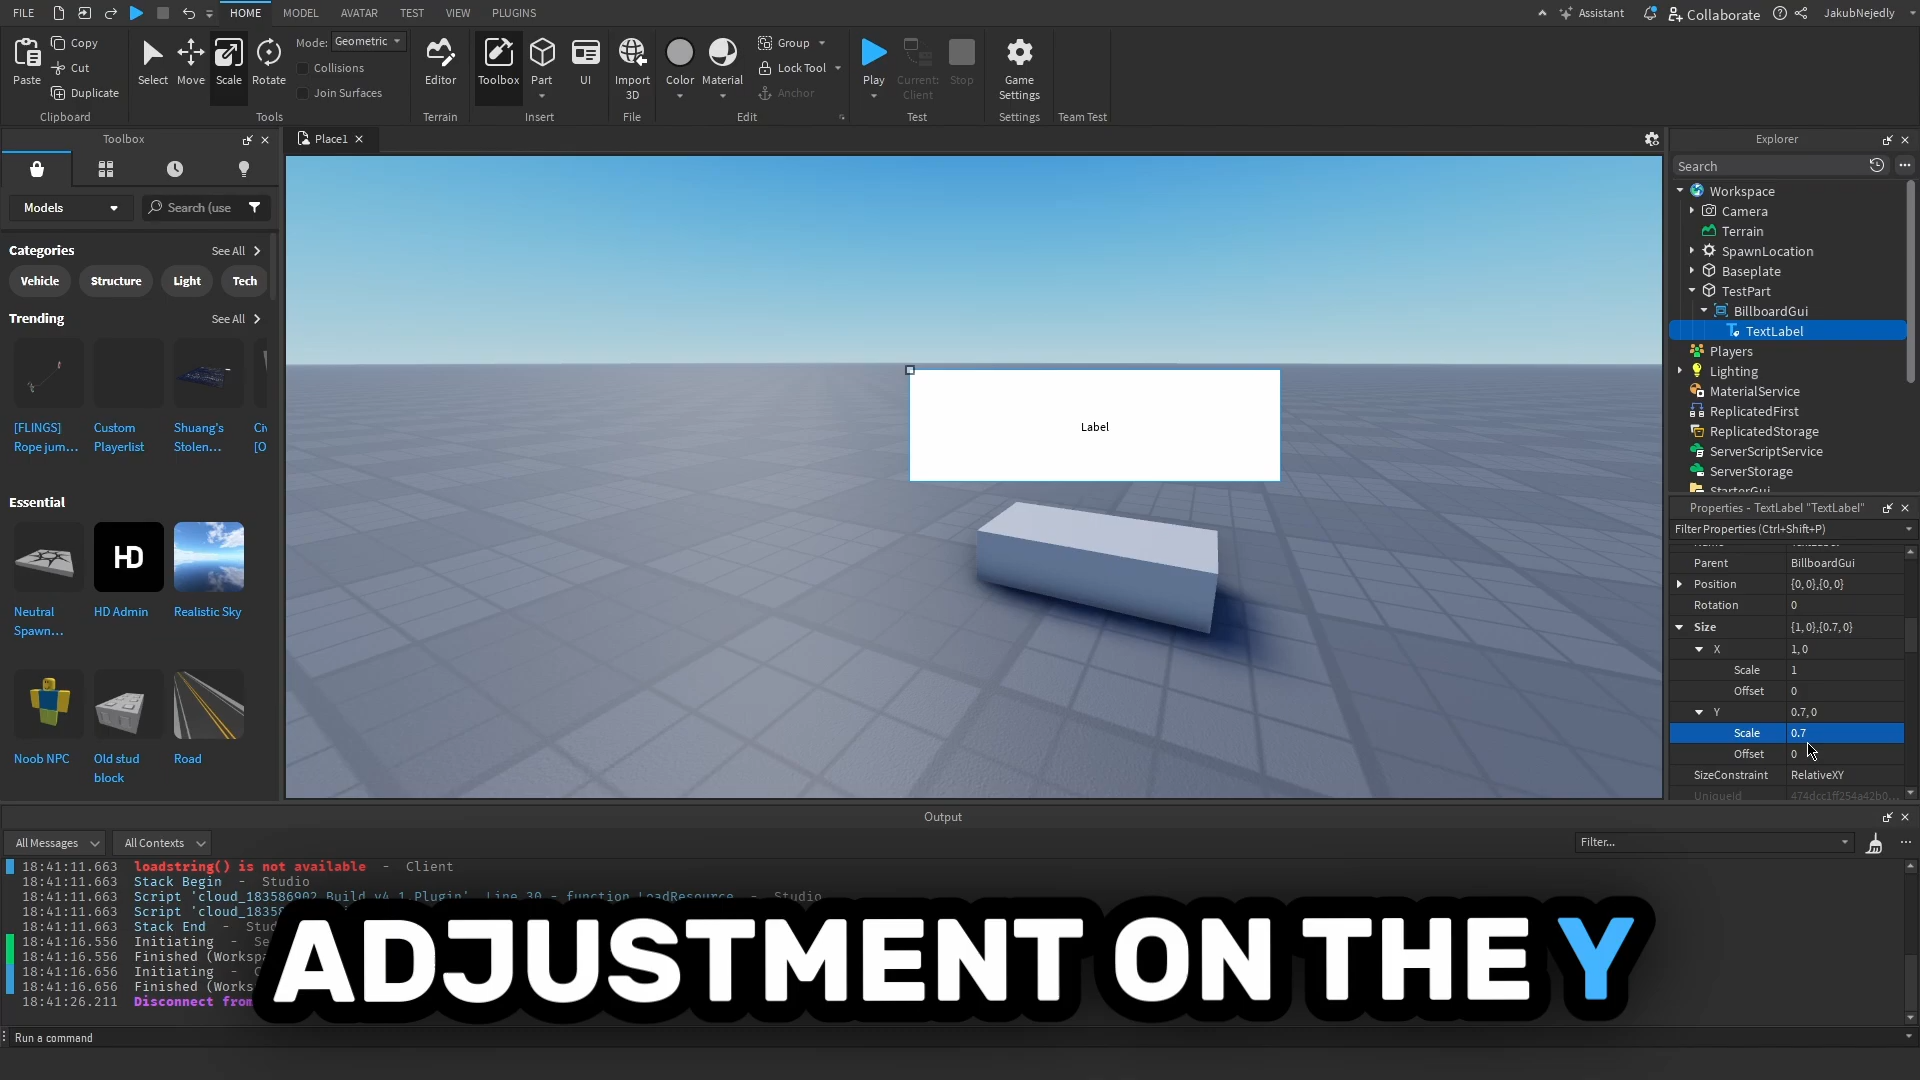 FILE
HOME
MODEL
AVATAR
TEST
VIEW
PLUGINS
Assistant
Collaborate
JakubNejedly
Paste
Copy
Cut
Duplicate
Clipboard
Select
Move
Scale
Rotate
Mode:
Geometric
Collisions
Join Surfaces
Tools
Editor
Terrain
Toolbox
Part
UI
Insert
Import
3D
File
Color
Material
Group
Lock Tool
Anchor
Edit
Play
Current:
Client
Stop
Test
Game
Settings
Settings
Team Test
Toolbox
Models
Search (use
Categories
See All
Vehicle
Structure
Light
Tech
Trending
See All
[FLINGS]
Rope jum...
Custom
Playerlist
Shuang's
Stolen...
Essential
Neutral
Spawn...
HD
HD Admin
Realistic Sky
Noob NPC
Old stud
block
Road
Place1
Label
Explorer
Search
Workspace
Camera
Terrain
SpawnLocation
Baseplate
TestPart
BillboardGui
TextLabel
Players
Lighting
MaterialService
ReplicatedFirst
ReplicatedStorage
ServerScriptService
ServerStorage
StarterGui
Properties - TextLabel "TextLabel"
Filter Properties (Ctrl+Shift+P)
Parent BillboardGui
Position {0, 0},{0, 0}
Rotation 0
Size {1, 0},{0.7, 0}
X 1, 0
Scale 1
Offset 0
Y 0.7, 0
Scale 0.7
Offset 0
SizeConstraint RelativeXY
UniqueId 474dcc1ff254a42b0...
Output
All Messages
All Contexts
Filter...
18:41:11.663 loadstring() is not available - Client
18:41:11.663 Stack Begin - Studio
18:41:11.663 Script 'cloud_183586902.Build v4.1.Plugin', Line 30 - function LoadResource - Studio
18:41:11.663 Script 'cloud_1835
18:41:11.663 Stack End -
18:41:16.556 Initiating -
18:41:16.556 Finished
18:41:16.656 Initiating -
18:41:16.656 Finished
18:41:26.211 Disconnect from
ADJUSTMENT ON THE Y
Run a command